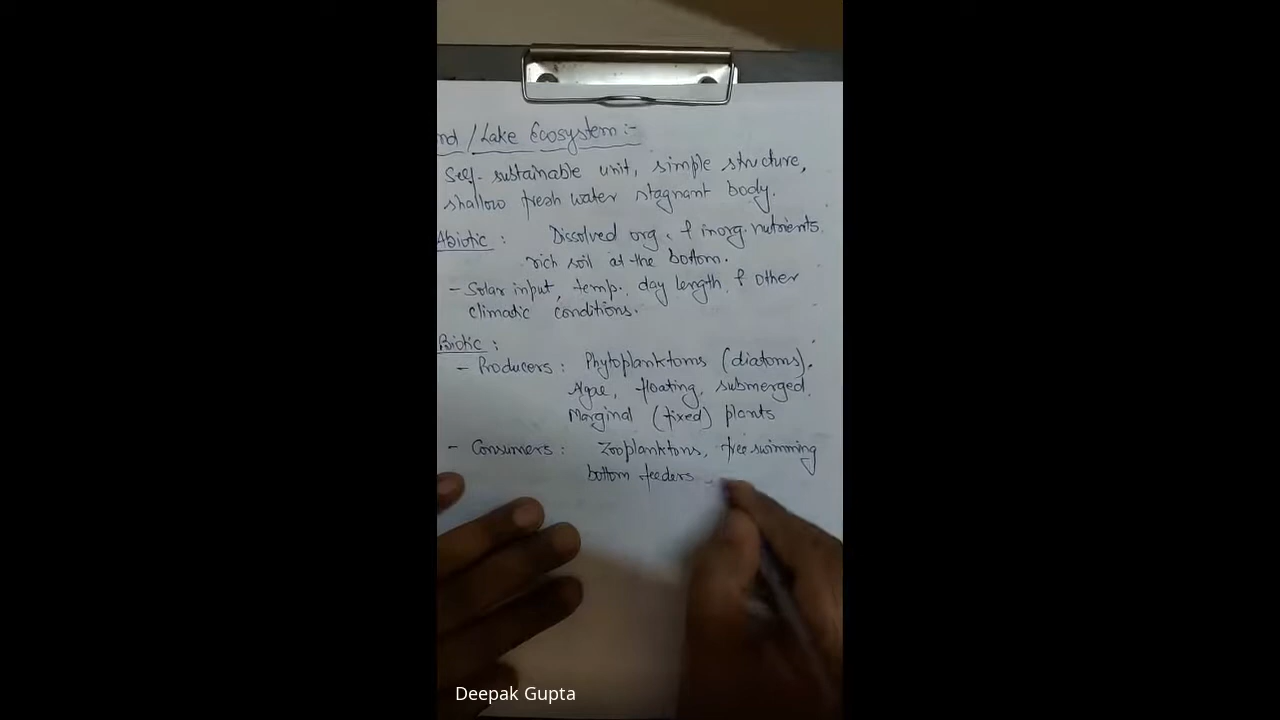 nd / Lake Ecosystem :-
Self- sustainable unit, simple structure,
shallow fresh water stagnant body.
Abiotic : Dissolved org. & inorg. nutrients.
rich soil at the bottom.
- Solar input, temp., day length, & other
climatic conditions.
Biotic :
- Producers : Phytoplanktoms (diatoms).
Algae, floating, submerged,
Marginal (fixed) plants
- Consumers : Zooplanktons, free swimming
bottom feeders
Deepak Gupta